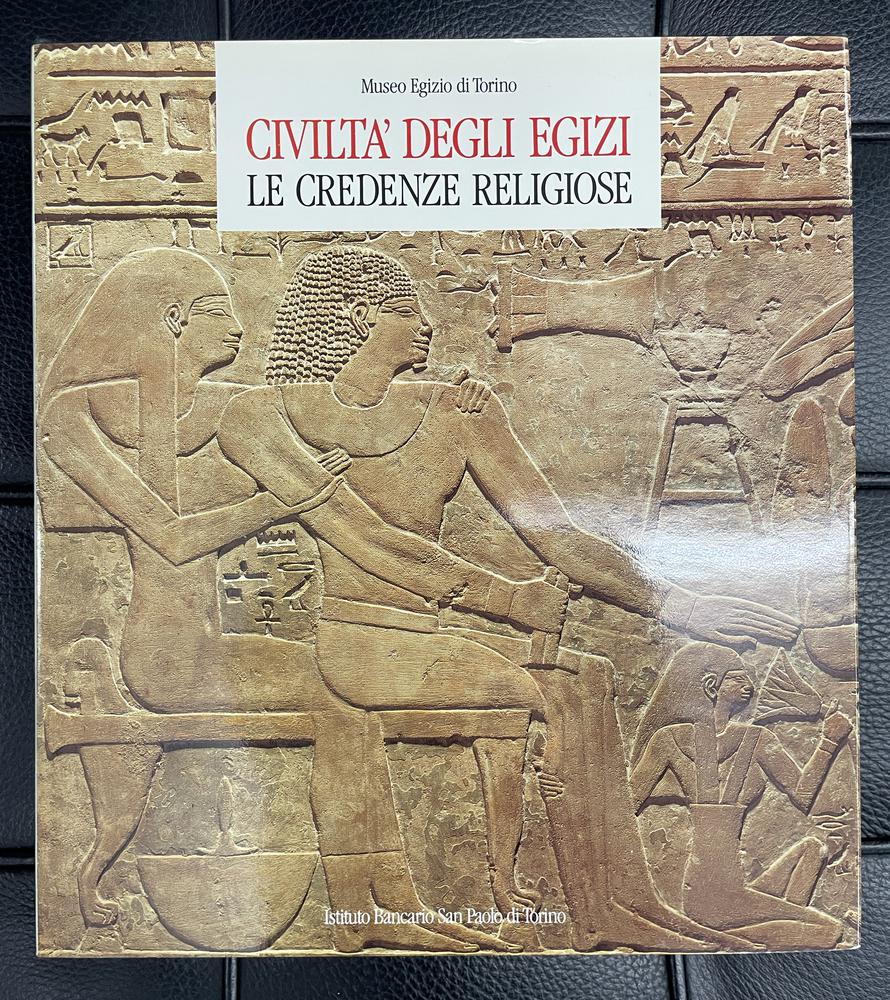 Museo Egizio di Torino
CIVILTA' DEGLI EGIZI
LE CREDENZE RELIGIOSE
Istituto Bancario San Paolo di Torino